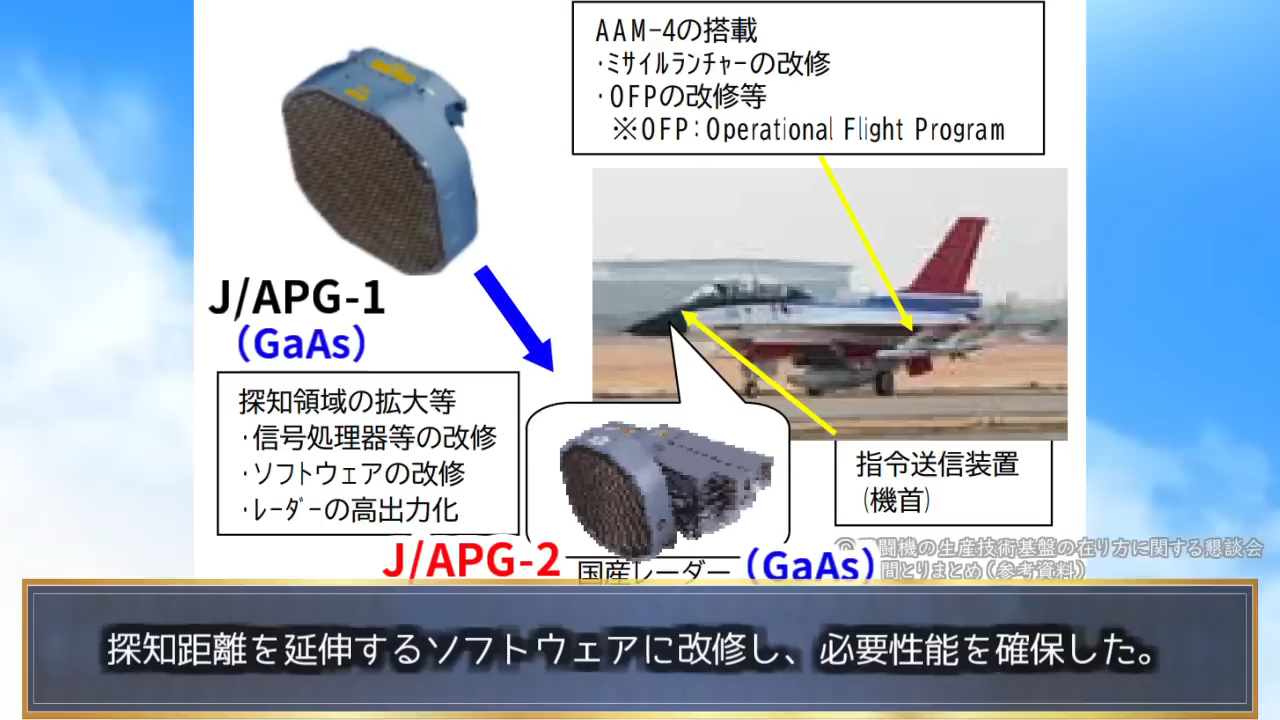 AAM-4の搭載
・ﾐｻｲﾙﾗﾝﾁｬｰの改修
・OFPの改修等
※OFP：Operational Flight Program
J/APG-1
（GaAs）
探知領域の拡大等
・信号処理器等の改修
・ソフトウェアの改修
・ﾚｰﾀﾞｰの高出力化
指令送信装置
(機首)
J/APG-2
国産レーダー
（GaAs）
闘機の生産技術基盤の在り方に関する懇談会
間とりまとめ（参考資料）
探知距離を延伸するソフトウェアに改修し、必要性能を確保した。